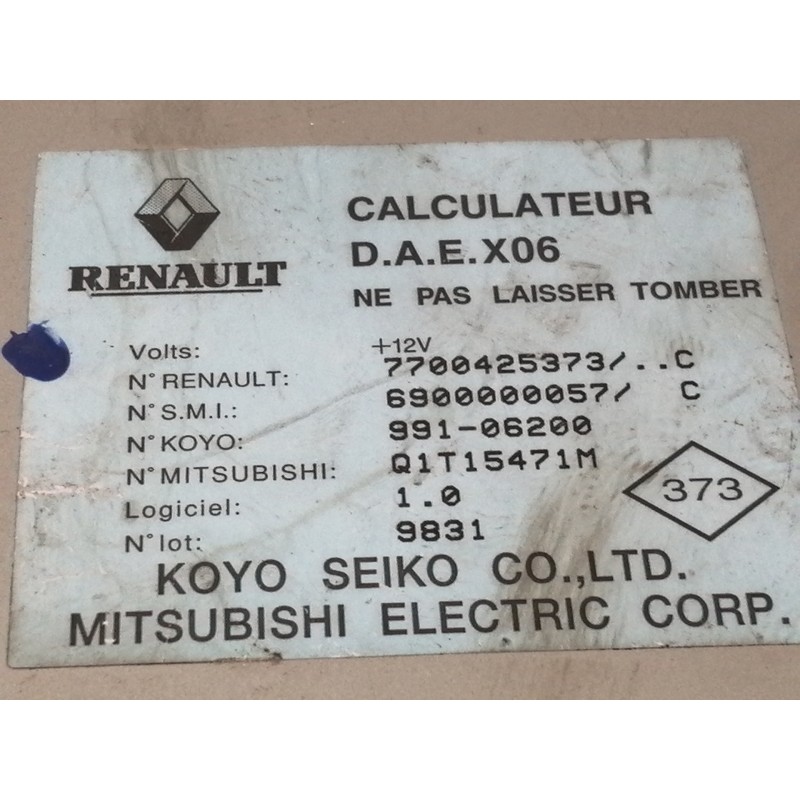 CALCULATEUR
RENAULT D.A.E.X06
NE PAS LAISSER TOMBER
Volts: +12V
N° RENAULT: 7700425373/..C
N° S.M.I.: 6900000057/ C
N° KOYO: 991-06200
N° MITSUBISHI: Q1T15471M
Logiciel: 1.0
373
N° lot: 9831
KOYO SEIKO CO.,LTD.
MITSUBISHI ELECTRIC CORP.